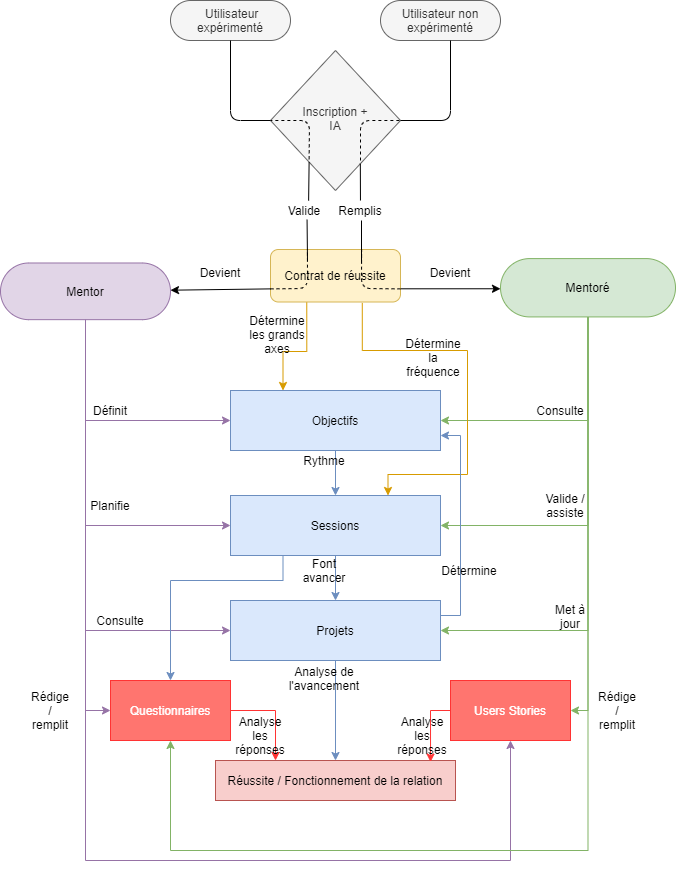 Utilisateur
expérimenté
Utilisateur non
expérimenté
Inscription +
IA
Valide
Remplis
Contrat de réussite
Devient
Devient
Mentor
Mentoré
Détermine
les grands
axes
Détermine
la
fréquence
Définit
Objectifs
Consulte
Rythme
Planifie
Sessions
Valide /
assiste
Font
avancer
Détermine
Consulte
Projets
Met à
jour
Analyse de
l'avancement
Rédige
/
remplit
Questionnaires
Analyse
les
réponses
Analyse
les
réponses
Users Stories
Rédige
/
remplit
Réussite / Fonctionnement de la relation